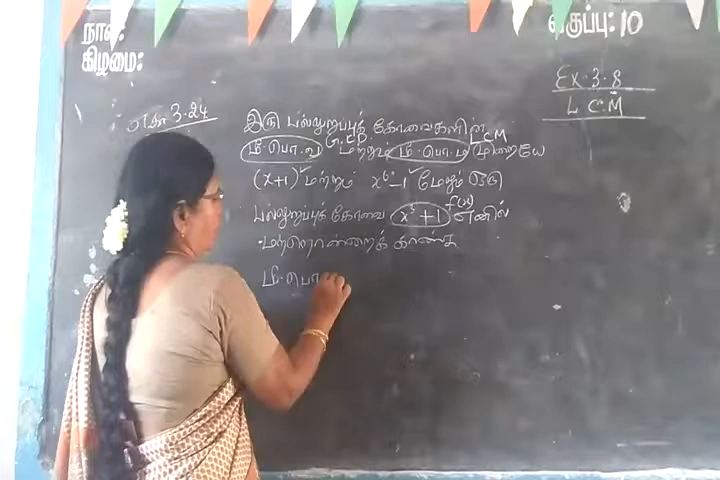 நாள்:
கிழமை:
வகுப்பு: 10
Ex. 3.8
LCM
எகா 3.24
இரு பல்லுறுப்புக் கோவைகளின்
G.C.D LCM
மீ.பொ.வ மற்றும் மீ.பொ.ம முறையே
(x+1) மற்றும் x⁶-1 மேலும் ஒரு
f(x)
பல்லுறுப்புக் கோவை x³+1 எனில்
மற்றொன்றைக் காண்க
மீ.பொ